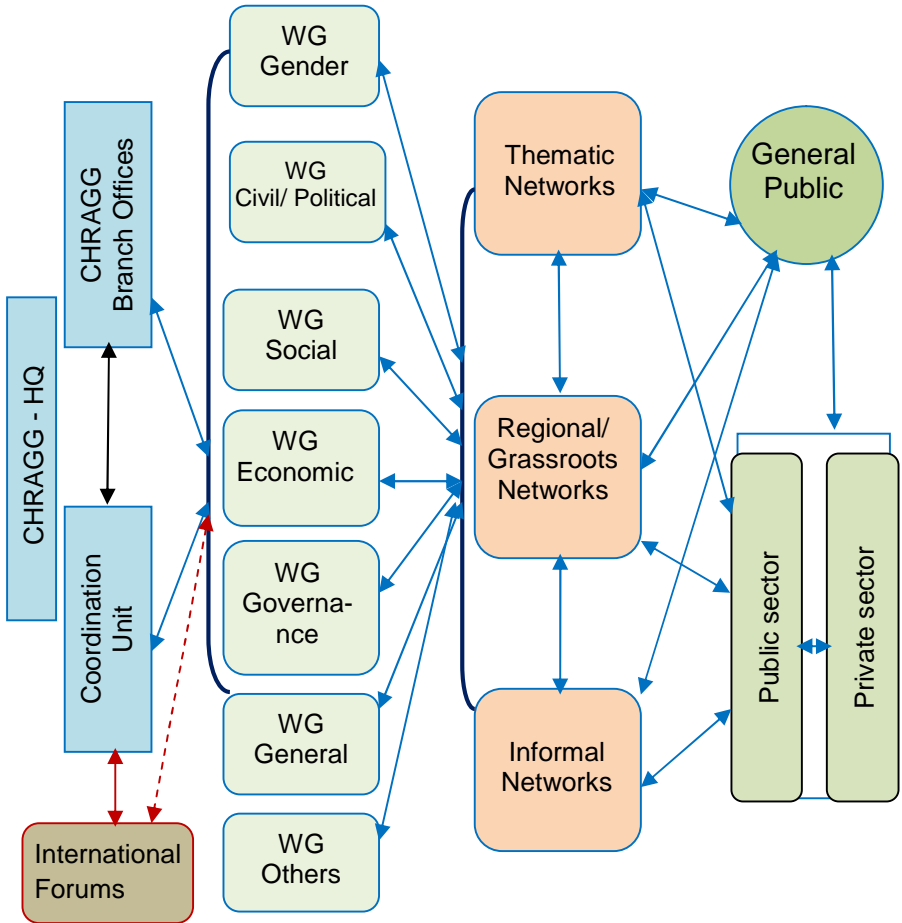 CHRAGG - HQ
CHRAGG
Branch Offices
Coordination
Unit
International
Forums
WG
Gender
WG
Civil/ Political
WG
Social
WG
Economic
WG
Governa-
nce
WG
General
WG
Others
Thematic
Networks
Regional/
Grassroots
Networks
Informal
Networks
General
Public
Public sector
Private sector